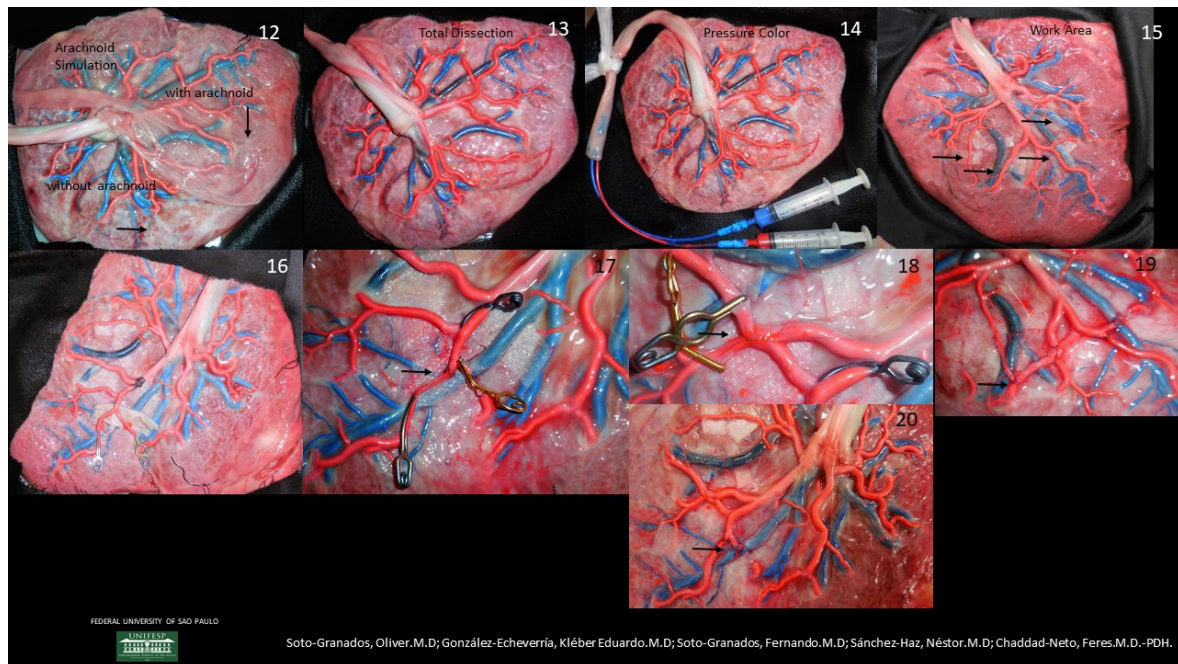 12
Arachnoid
Simulation
with arachnoid
without arachnoid
Total Dissection
13
Pressure Color
14
Work Area
15
16
17
18
19
20
FEDERAL UNIVERSITY OF SAO PAULO
UNIFESP
Soto-Granados, Oliver.M.D; González-Echeverría, Kléber Eduardo.M.D; Soto-Granados, Fernando.M.D; Sánchez-Haz, Néstor.M.D; Chaddad-Neto, Feres.M.D.-PDH.